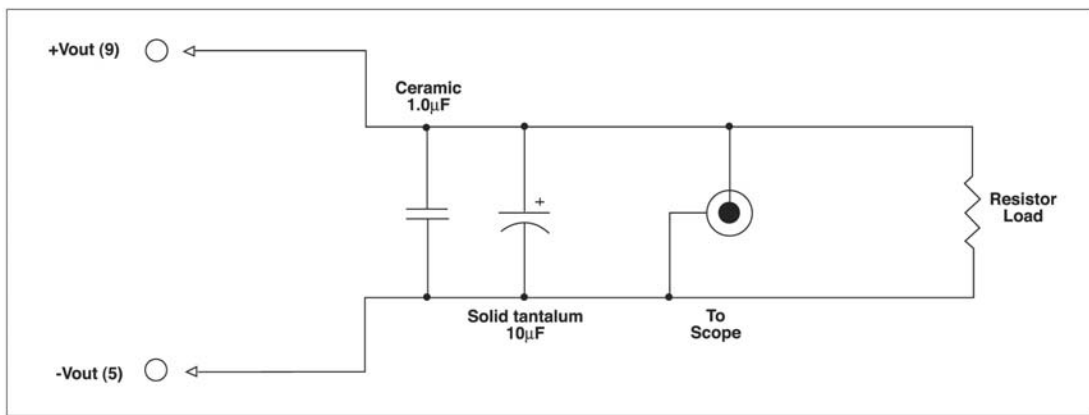 +Vout (9)
Ceramic
1.0μF
+
Resistor
Load
Solid tantalum
10μF
To
Scope
-Vout (5)